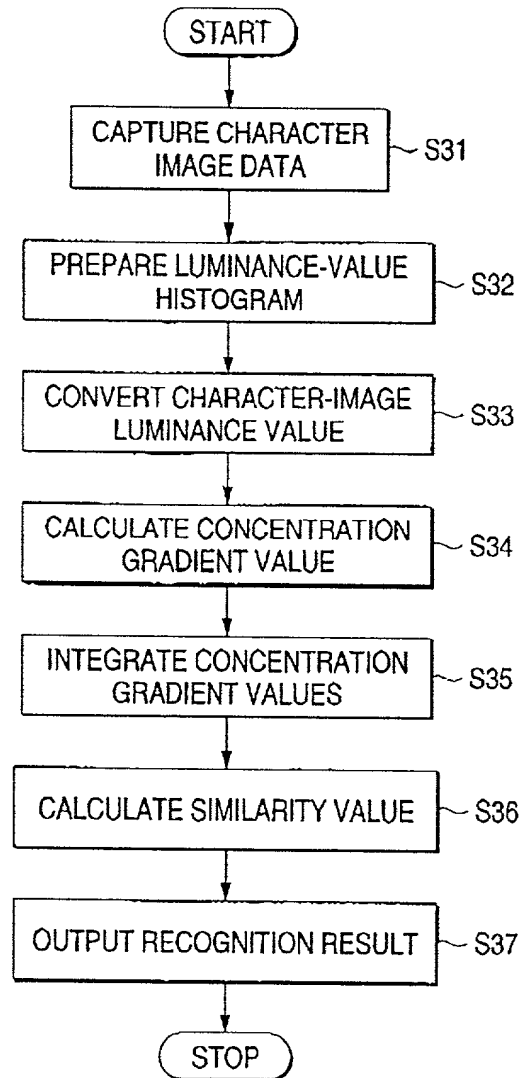 START
CAPTURE CHARACTER
IMAGE DATA
S31
PREPARE LUMINANCE-VALUE
HISTOGRAM
S32
CONVERT CHARACTER-IMAGE
LUMINANCE VALUE
S33
CALCULATE CONCENTRATION
GRADIENT VALUE
S34
INTEGRATE CONCENTRATION
GRADIENT VALUES
S35
CALCULATE SIMILARITY VALUE
S36
OUTPUT RECOGNITION RESULT
S37
STOP